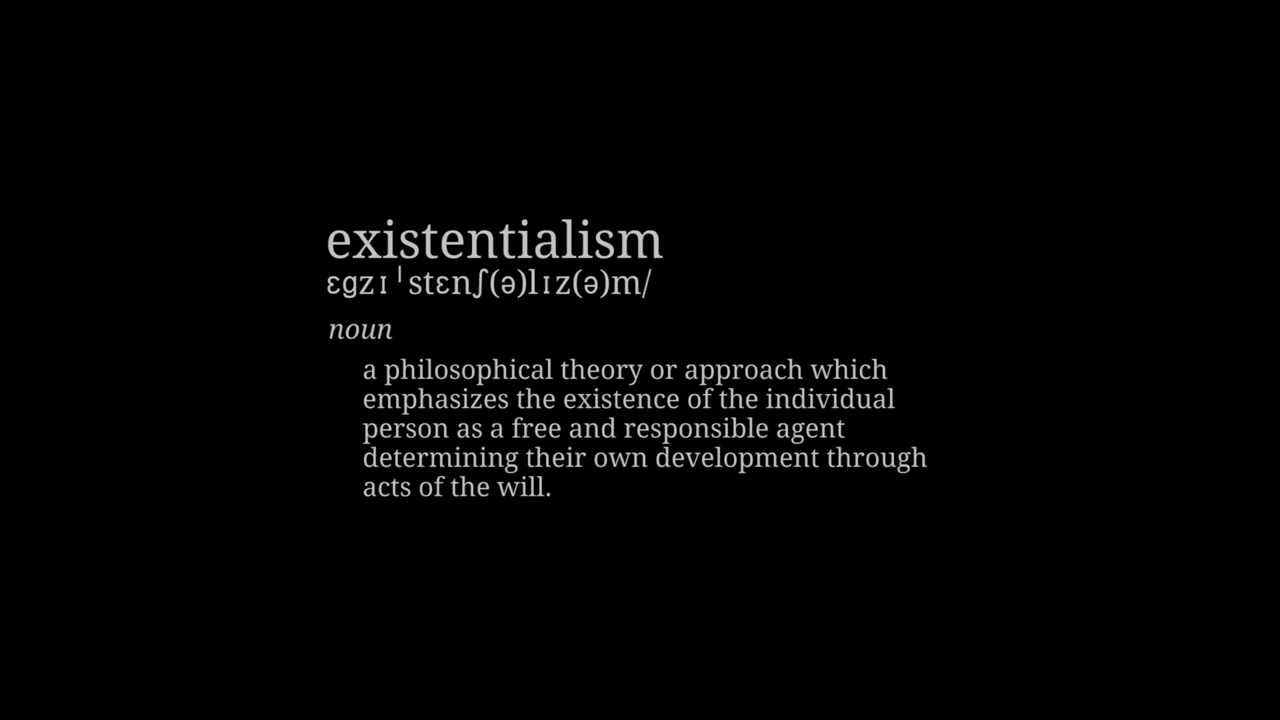 existentialism
ɛɡzɪˈstɛnʃ(ə)lɪz(ə)m/
noun
a philosophical theory or approach which
emphasizes the existence of the individual
person as a free and responsible agent
determining their own development through
acts of the will.